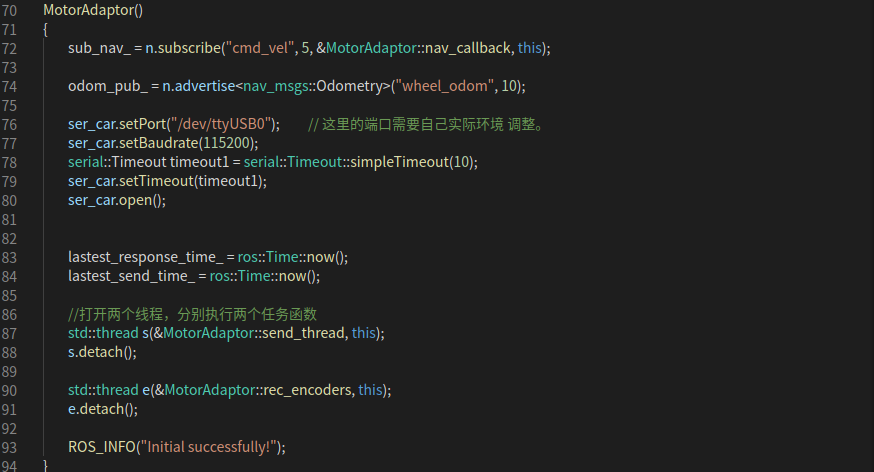 70 MotorAdaptor()
71 {
72 sub_nav_ = n.subscribe("cmd_vel", 5, &MotorAdaptor::nav_callback, this);
73
74 odom_pub_ = n.advertise<nav_msgs::Odometry>("wheel_odom", 10);
75
76 ser_car.setPort("/dev/ttyUSB0"); // 这里的端口需要自己实际环境 调整。
77 ser_car.setBaudrate(115200);
78 serial::Timeout timeout1 = serial::Timeout::simpleTimeout(10);
79 ser_car.setTimeout(timeout1);
80 ser_car.open();
81
82
83 lastest_response_time_ = ros::Time::now();
84 lastest_send_time_ = ros::Time::now();
85
86 //打开两个线程，分别执行两个任务函数
87 std::thread s(&MotorAdaptor::send_thread, this);
88 s.detach();
89
90 std::thread e(&MotorAdaptor::rec_encoders, this);
91 e.detach();
92
93 ROS_INFO("Initial successfully!");
94 }